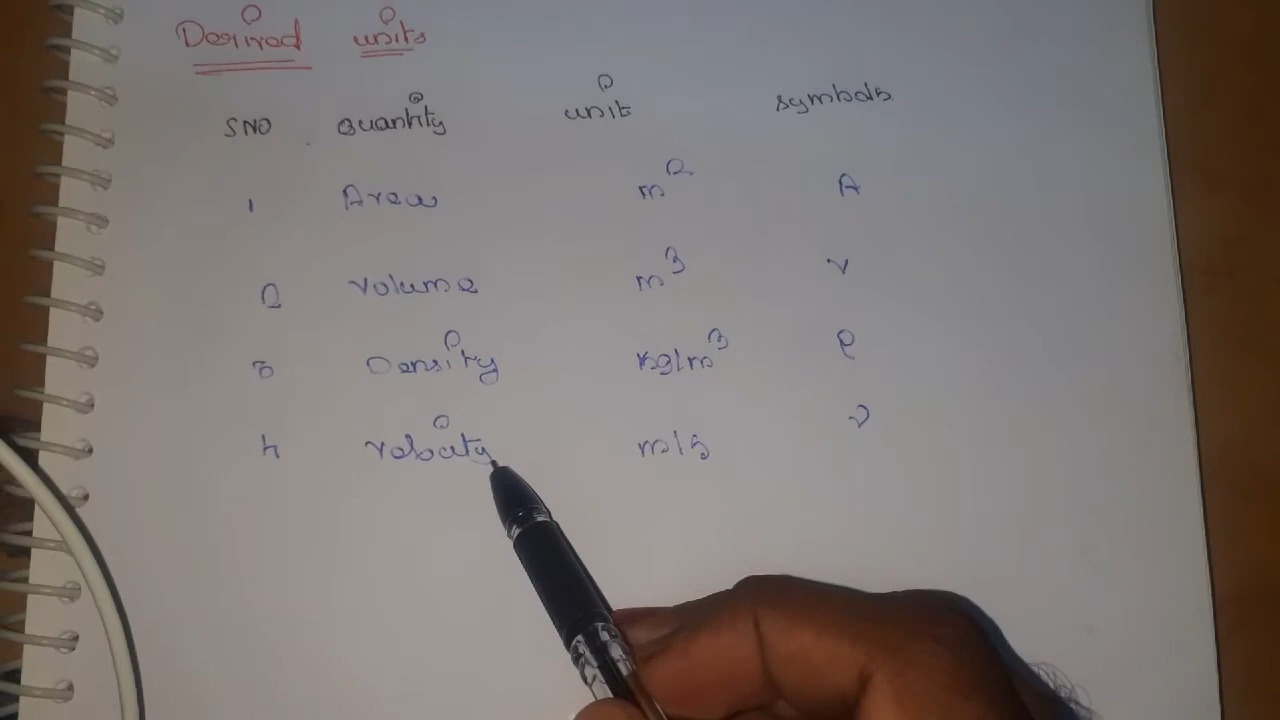 Derived units
SNO Quantity unit symbols
1 Area m² A
2 volume m³ v
3 Density kg/m³ ρ
4 velocity m/s v